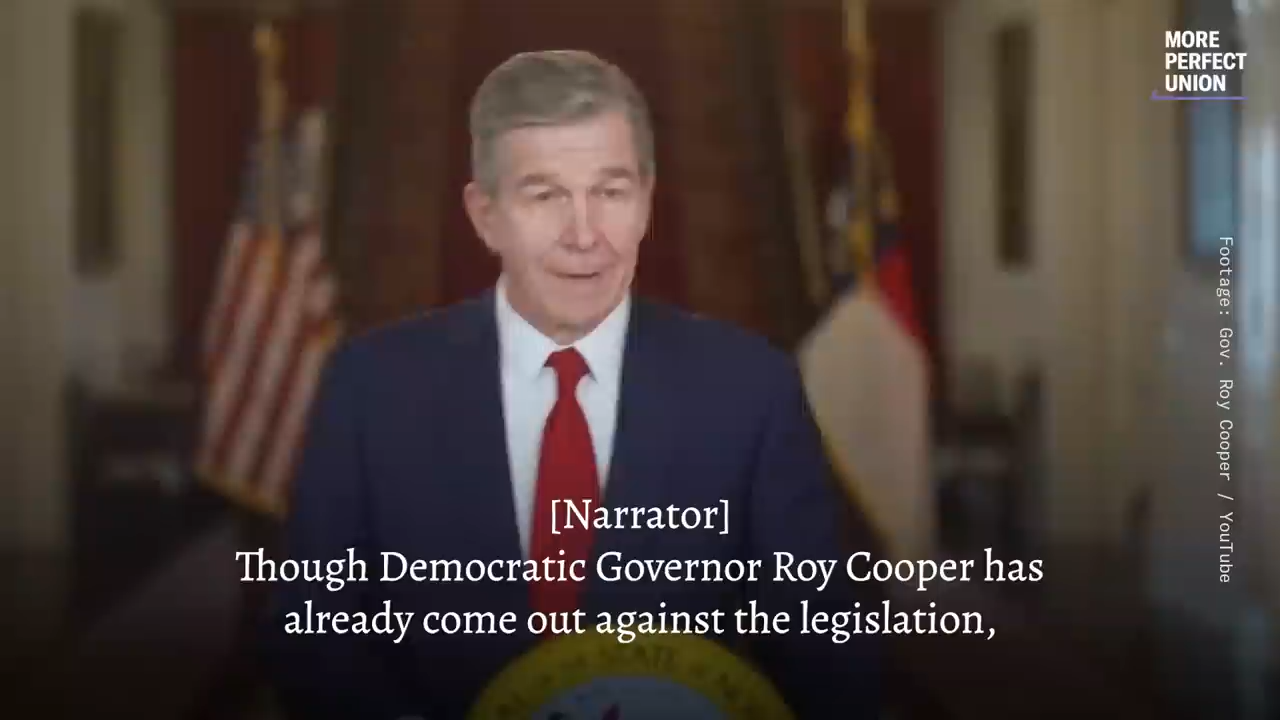 MORE
PERFECT
UNION
Footage: Gov. Roy Cooper / YouTube
[Narrator]
Though Democratic Governor Roy Cooper has
already come out against the legislation,
STATE